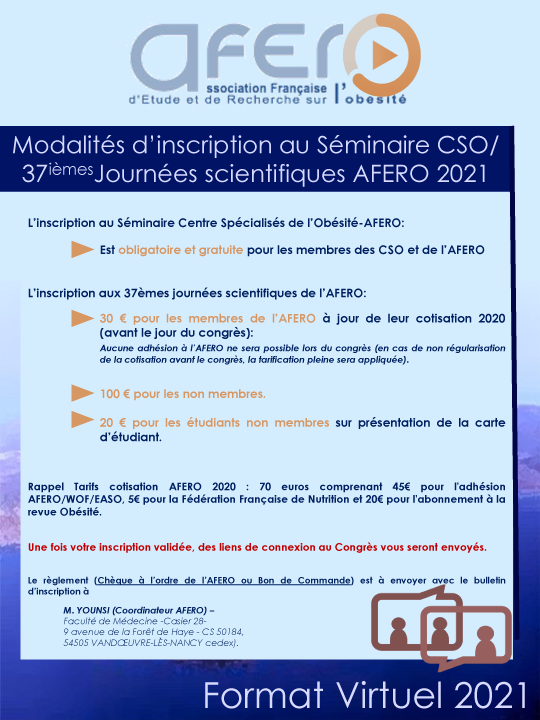 afero
ssociation Française
d'Etude et de Recherche sur l'obésité
Modalités d'inscription au Séminaire CSO/
37ièmesJournées scientifiques AFERO 2021
L'inscription au Séminaire Centre Spécialisés de l'Obésité-AFERO:
Est obligatoire et gratuite pour les membres des CSO et de l'AFERO
L'inscription aux 37èmes journées scientifiques de l'AFERO:
30 € pour les membres de l'AFERO à jour de leur cotisation 2020
(avant le jour du congrès):
Aucune adhésion à l'AFERO ne sera possible lors du congrès (en cas de non régularisation
de la cotisation avant le congrès, la tarification pleine sera appliquée).
100 € pour les non membres.
20 € pour les étudiants non membres sur présentation de la carte
d'étudiant.
Rappel Tarifs cotisation AFERO 2020 : 70 euros comprenant 45€ pour l'adhésion
AFERO/WOF/EASO, 5€ pour la Fédération Française de Nutrition et 20€ pour l'abonnement à la
revue Obésité.
Une fois votre inscription validée, des liens de connexion au Congrès vous seront envoyés.
Le règlement (Chèque à l'ordre de l'AFERO ou Bon de Commande) est à envoyer avec le bulletin
d'inscription à
M. YOUNSI (Coordinateur AFERO) –
Faculté de Médecine -Casier 28-
9 avenue de la Forêt de Haye - CS 50184,
54505 VANDŒUVRE-LÈS-NANCY cedex).
Format Virtuel 2021